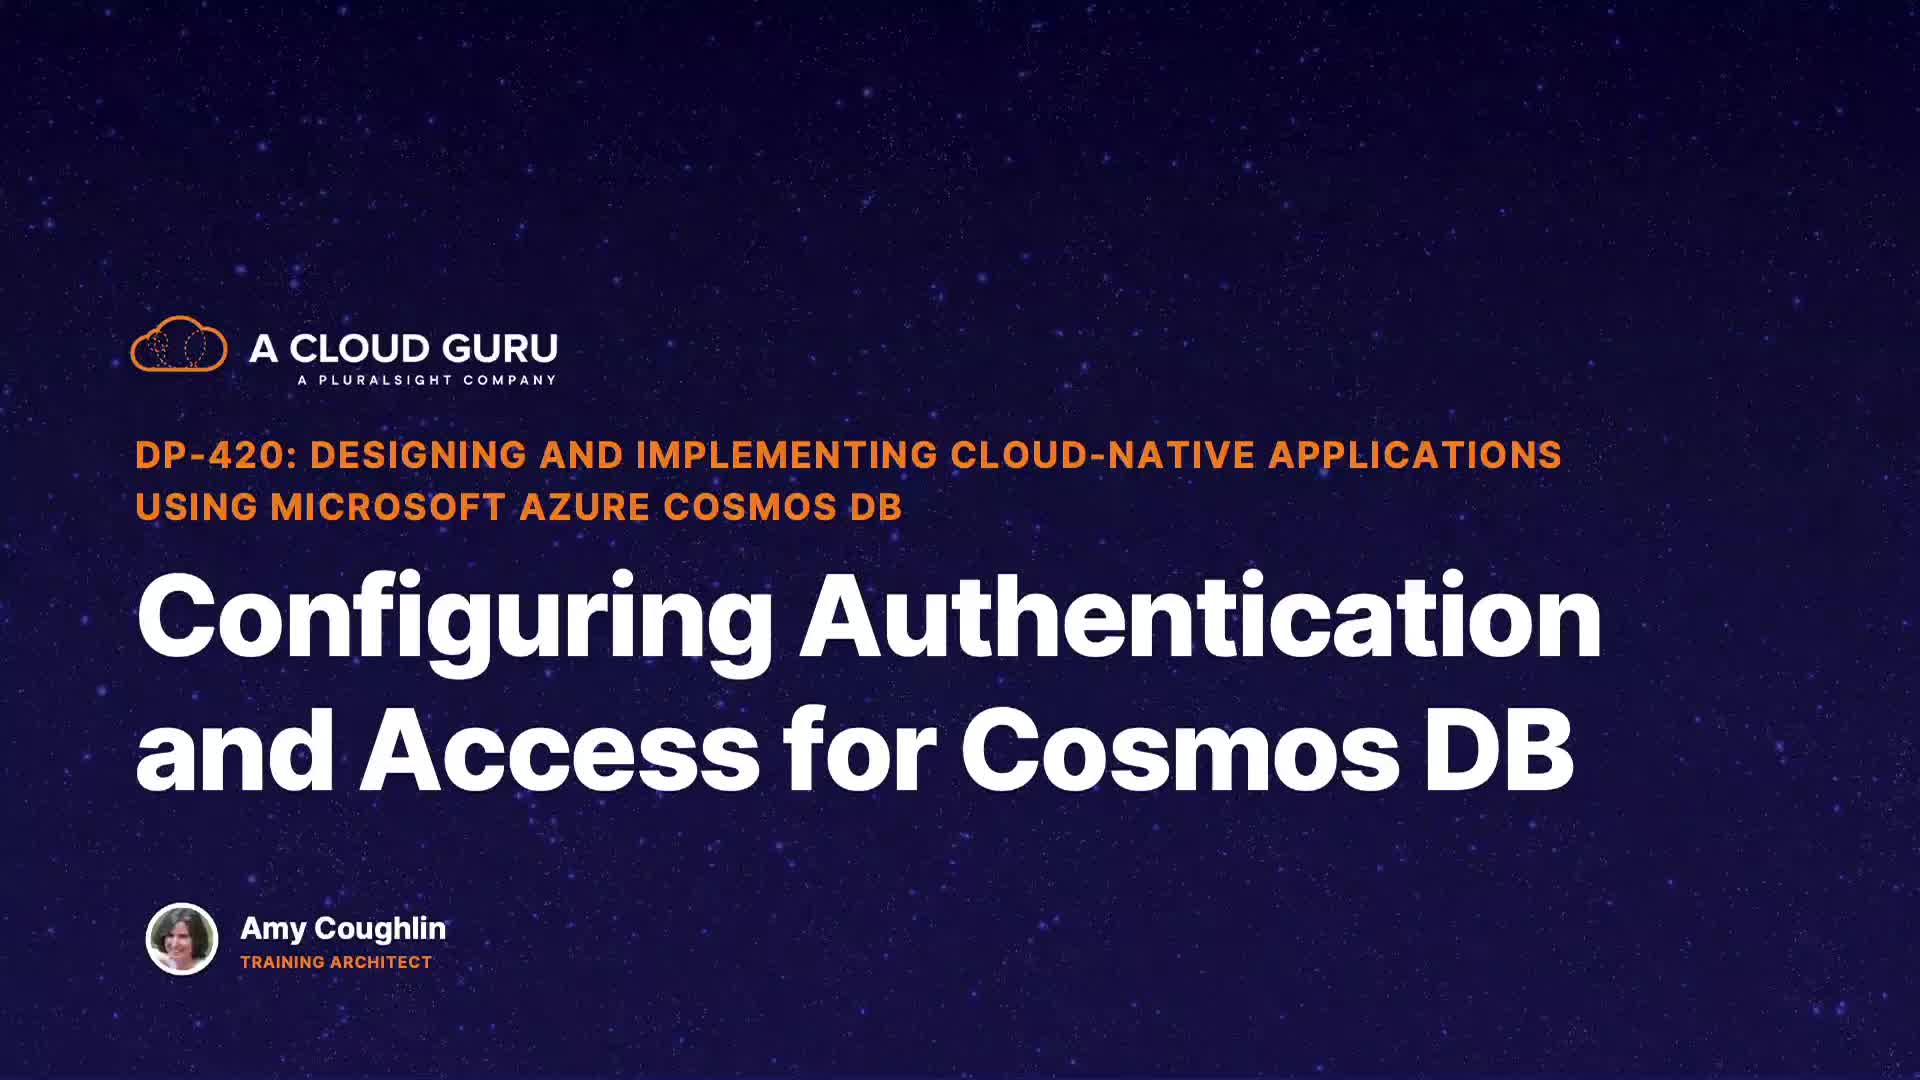 A CLOUD GURU
A PLURALSIGHT COMPANY
DP-420: DESIGNING AND IMPLEMENTING CLOUD-NATIVE APPLICATIONS
USING MICROSOFT AZURE COSMOS DB
Configuring Authentication
and Access for Cosmos DB
Amy Coughlin
TRAINING ARCHITECT